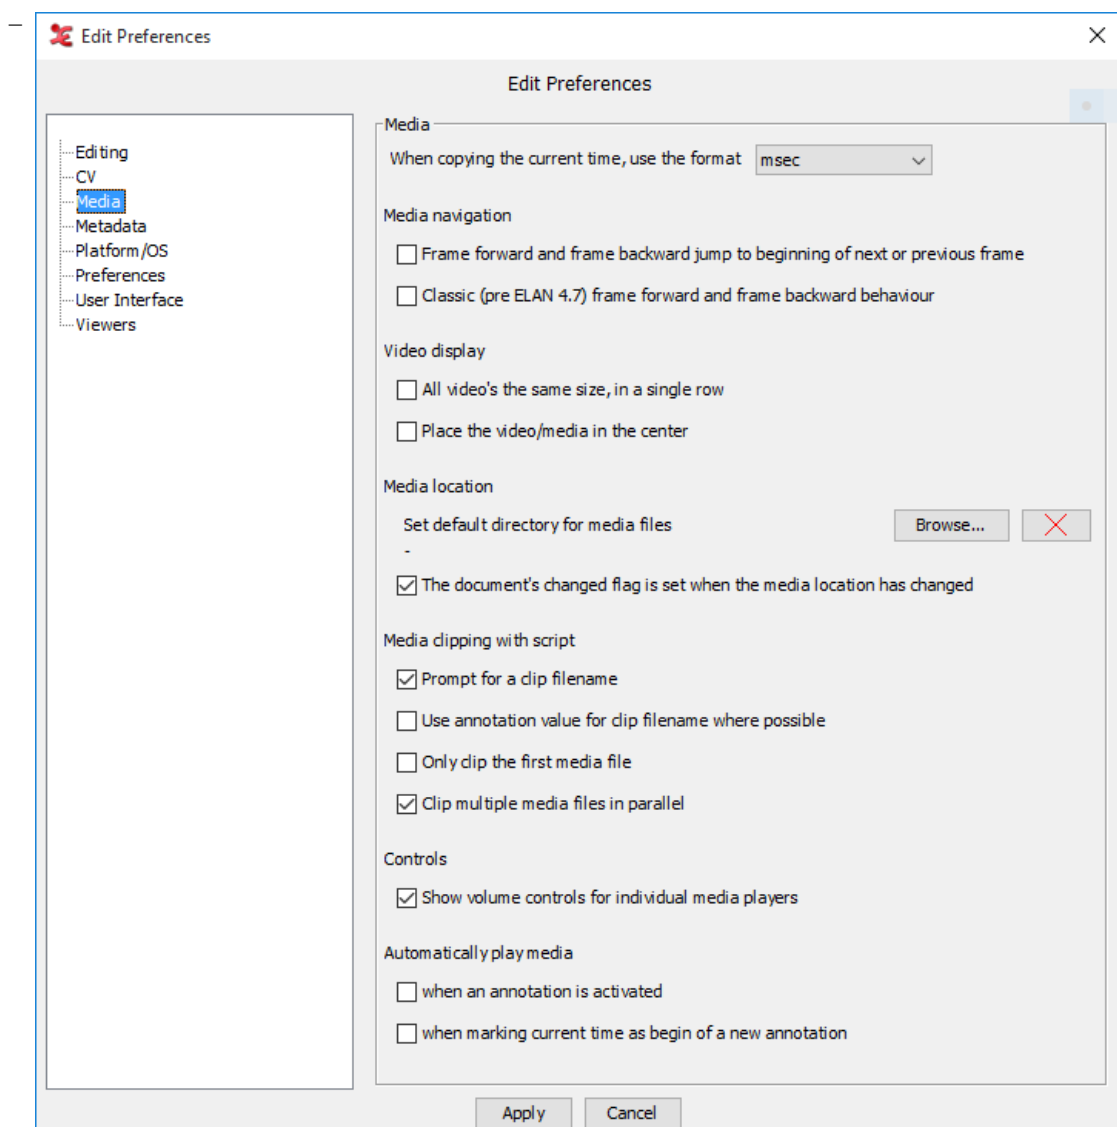 Edit Preferences
Edit Preferences
Editing
CV
Media
Metadata
Platform/OS
Preferences
User Interface
Viewers
Media
When copying the current time, use the format msec
Media navigation
Frame forward and frame backward jump to beginning of next or previous frame
Classic (pre ELAN 4.7) frame forward and frame backward behaviour
Video display
All video's the same size, in a single row
Place the video/media in the center
Media location
Set default directory for media files Browse...
-
The document's changed flag is set when the media location has changed
Media clipping with script
Prompt for a clip filename
Use annotation value for clip filename where possible
Only clip the first media file
Clip multiple media files in parallel
Controls
Show volume controls for individual media players
Automatically play media
when an annotation is activated
when marking current time as begin of a new annotation
Apply Cancel